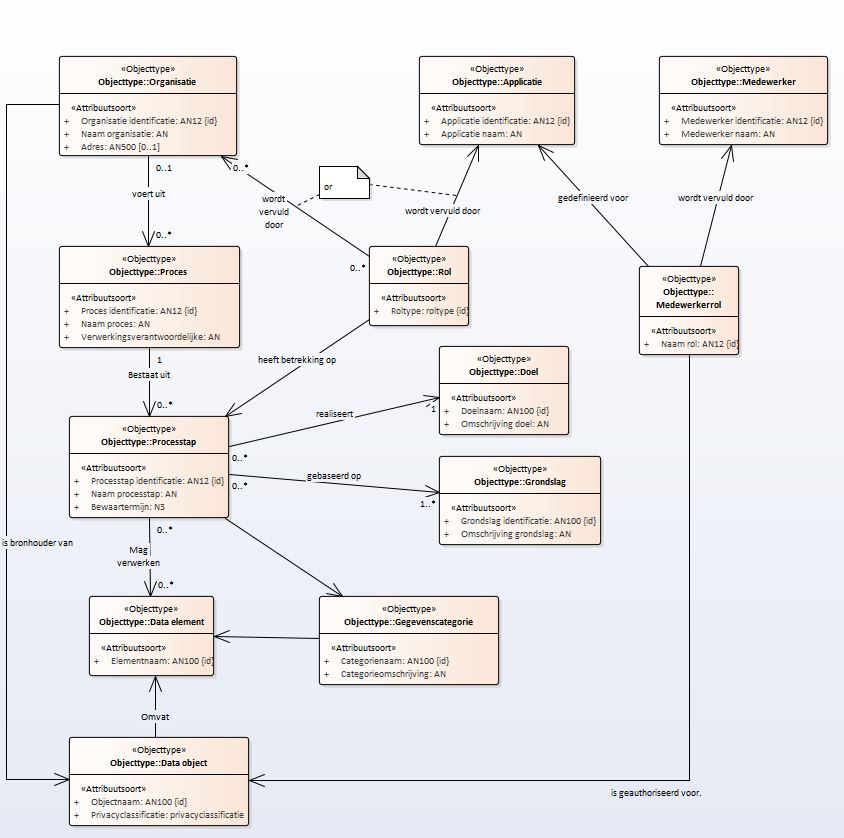 «Objecttype»
Objecttype::Organisatie
«Attribuutsoort»
+ Organisatie identificatie: AN12 {id}
+ Naam organisatie: AN
+ Adres: AN500 [0..1]
«Objecttype»
Objecttype::Applicatie
«Attribuutsoort»
+ Applicatie identificatie: AN12 {id}
+ Applicatie naam: AN
«Objecttype»
Objecttype::Medewerker
«Attribuutsoort»
+ Medewerker identificatie: AN12 {id}
+ Medewerker naam: AN
0..1
voert uit
0..*
0..*
wordt
vervuld
door
0..*
or
wordt vervuld door
gedefinieerd voor
wordt vervuld door
«Objecttype»
Objecttype::Proces
«Attribuutsoort»
+ Proces identificatie: AN12 {id}
+ Naam proces: AN
+ Verwerkingsverantwoordelijke: AN
«Objecttype»
Objecttype::Rol
«Attribuutsoort»
+ Roltype: roltype {id}
«Objecttype»
Objecttype::
Medewerkerrol
«Attribuutsoort»
+ Naam rol: AN12 {id}
1
Bestaat uit
0..*
heeft betrekking op
«Objecttype»
Objecttype::Doel
«Attribuutsoort»
+ Doelnaam: AN100 {id}
+ Omschrijving doel: AN
realiseert
1
0..*
«Objecttype»
Objecttype::Processtap
«Attribuutsoort»
+ Processtap identificatie: AN12 {id}
+ Naam processtap: AN
+ Bewaartermijn: N3
gebaseerd op
0..*
1..*
«Objecttype»
Objecttype::Grondslag
«Attribuutsoort»
+ Grondslag identificatie: AN100 {id}
+ Omschrijving grondslag: AN
is bronhouder van
0..*
Mag
verwerken
0..*
«Objecttype»
Objecttype::Data element
«Attribuutsoort»
+ Elementnaam: AN100 {id}
«Objecttype»
Objecttype::Gegevenscategorie
«Attribuutsoort»
+ Categorienaam: AN100 {id}
+ Categorieomschrijving: AN
Omvat
«Objecttype»
Objecttype::Data object
«Attribuutsoort»
+ Objectnaam: AN100 {id}
+ Privacyclassificatie: privacyclassificatie
is geauthoriseerd voor.